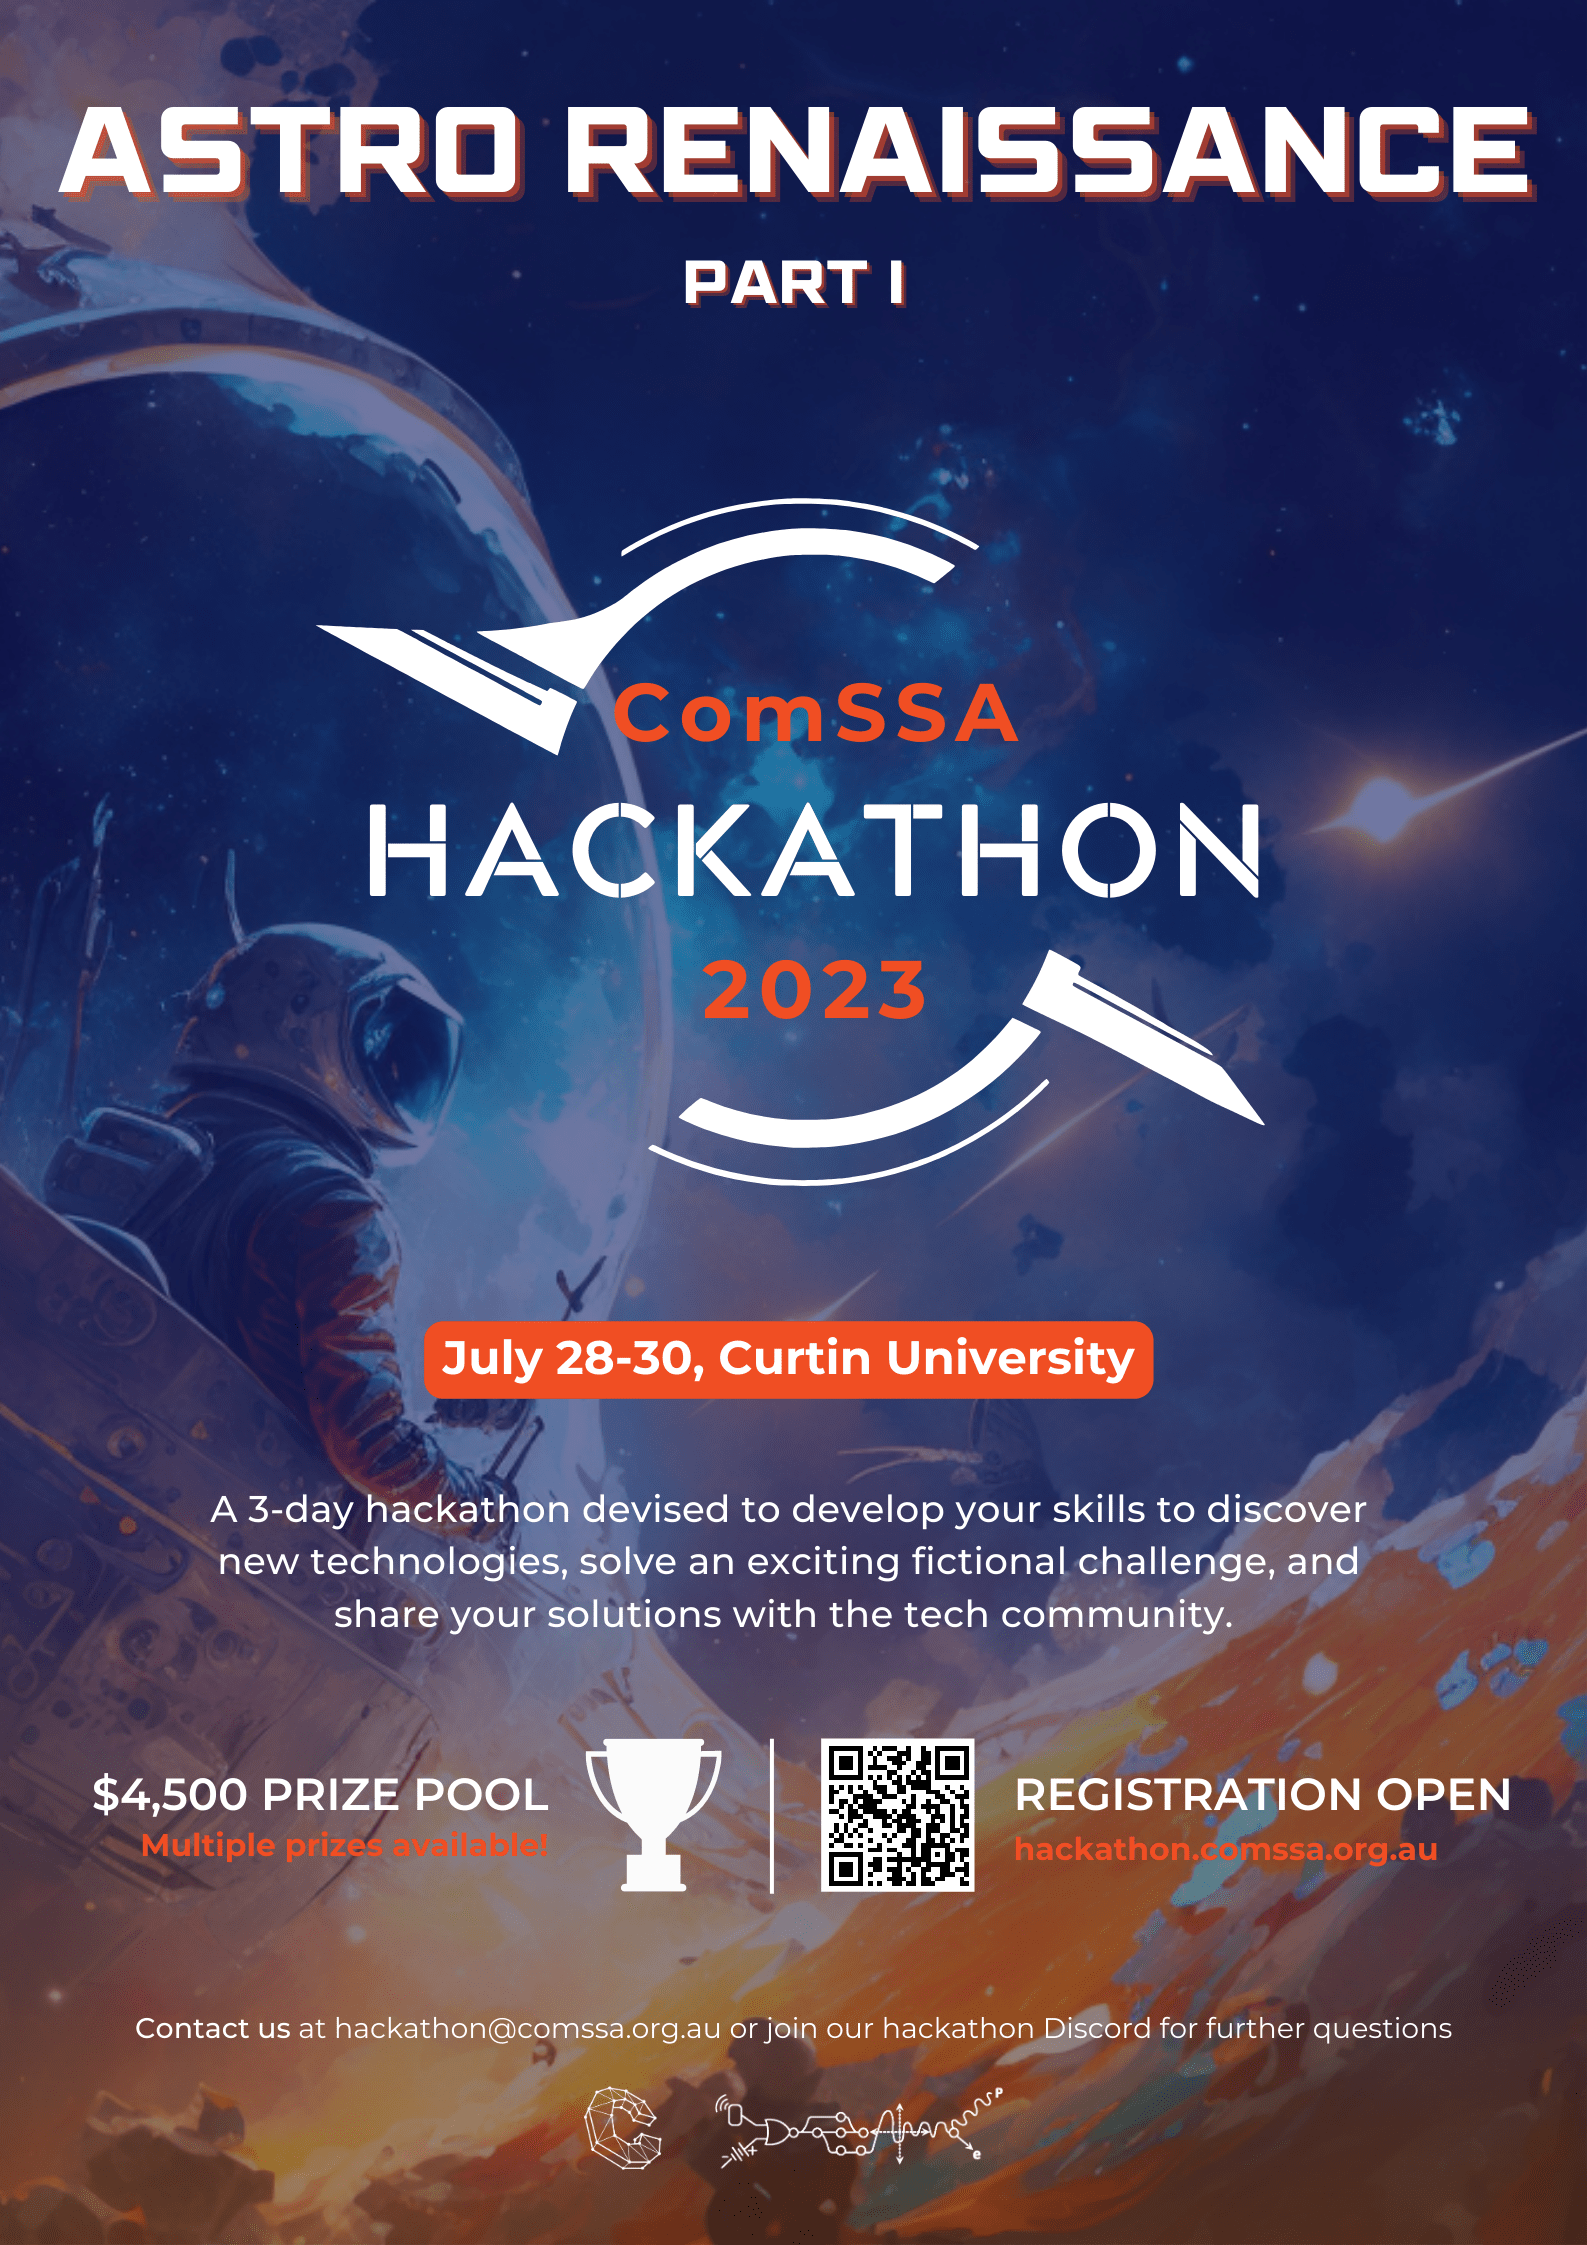 ASTRO RENAISSANCE
PART I
ComSSA
HACKATHON
2023
July 28-30, Curtin University
A 3-day hackathon devised to develop your skills to discover
new technologies, solve an exciting fictional challenge, and
share your solutions with the tech community.
$4,500 PRIZE POOL
Multiple prizes available!
REGISTRATION OPEN
hackathon.comssa.org.au
Contact us at hackathon@comssa.org.au or join our hackathon Discord for further questions
P
e